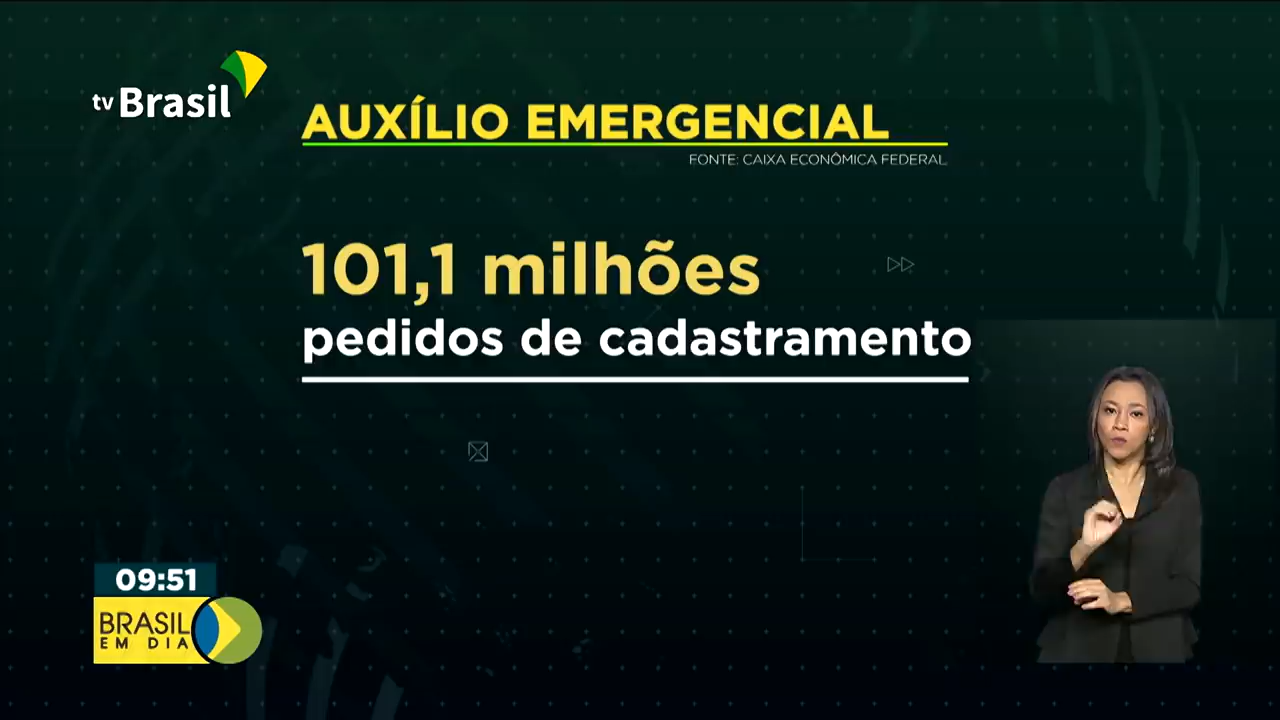 tv Brasil
AUXÍLIO EMERGENCIAL
FONTE: CAIXA ECONÔMICA FEDERAL
101,1 milhões
pedidos de cadastramento
09:51
BRASIL
EM DIA